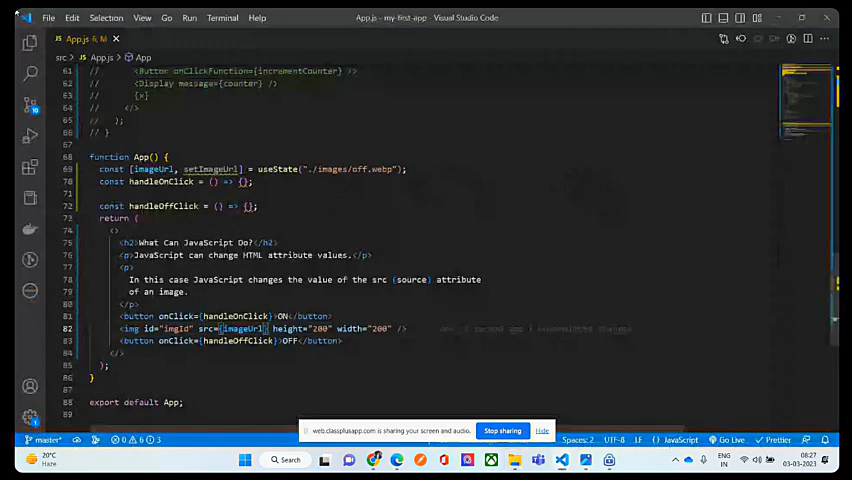 File Edit Selection View Go Run Terminal Help App.js - my-first-app - Visual Studio Code
App.js 6, M
src > App.js > App
61 // <Button onClickFunction={incrementCounter} />
62 // <Display message={counter} />
63 // {x}
64 // </>
65 // );
66 // }
67
68 function App() {
69 const [imageUrl, setImageUrl] = useState("./images/off.webp");
70 const handleOnClick = () => {};
71
72 const handleOffClick = () => {};
73 return (
74 <>
75 <h2>What Can JavaScript Do?</h2>
76 <p>JavaScript can change HTML attribute values.</p>
77 <p>
78 In this case JavaScript changes the value of the src (source) attribute
79 of an image.
80 </p>
81 <button onClick={handleOnClick}>ON</button>
82 <img id="imgId" src={imageUrl} height="200" width="200" />
83 <button onClick={handleOffClick}>OFF</button>
84 </>
85 );
86 }
87
88 export default App;
89
web.classplusapp.com is sharing your screen and audio. Stop sharing Hide
master* 0 6 3 Spaces: 2 UTF-8 LF {} JavaScript Go Live Prettier
20°C
Haze
Search
ENG
IN
08:27
03-03-2023